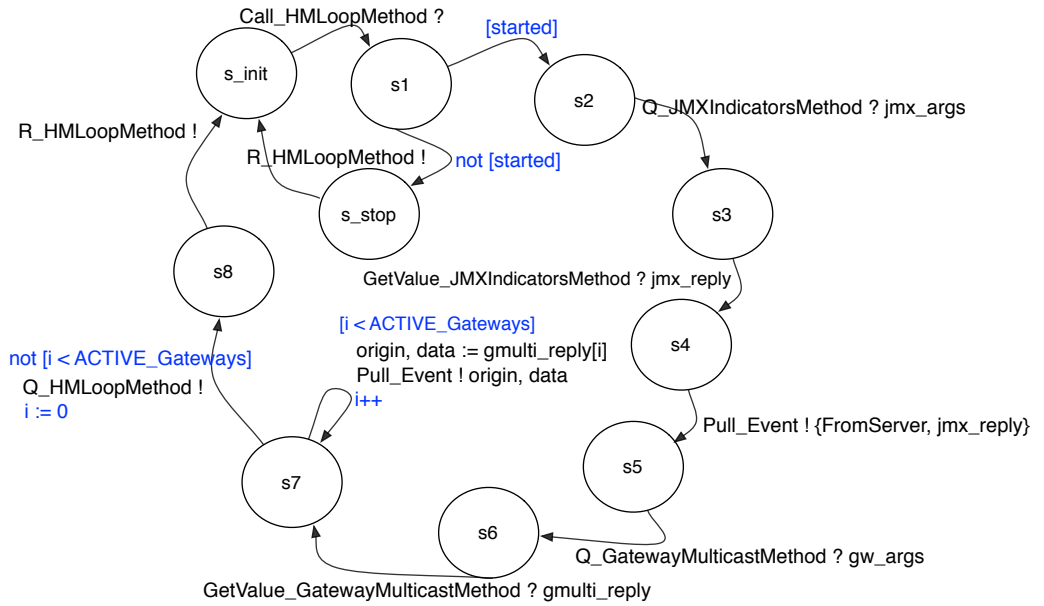 Call_HMLoopMethod ?
[started]
s_init
s1
s2
Q_JMXIndicatorsMethod ? jmx_args
R_HMLoopMethod !
R_HMLoopMethod !
not [started]
s_stop
s3
s8
GetValue_JMXIndicatorsMethod ? jmx_reply
[i < ACTIVE_Gateways]
origin, data := gmulti_reply[i]
Pull_Event ! origin, data
i++
s4
not [i < ACTIVE_Gateways]
Q_HMLoopMethod !
i := 0
Pull_Event ! {FromServer, jmx_reply}
s5
s7
s6
Q_GatewayMulticastMethod ? gw_args
GetValue_GatewayMulticastMethod ? gmulti_reply